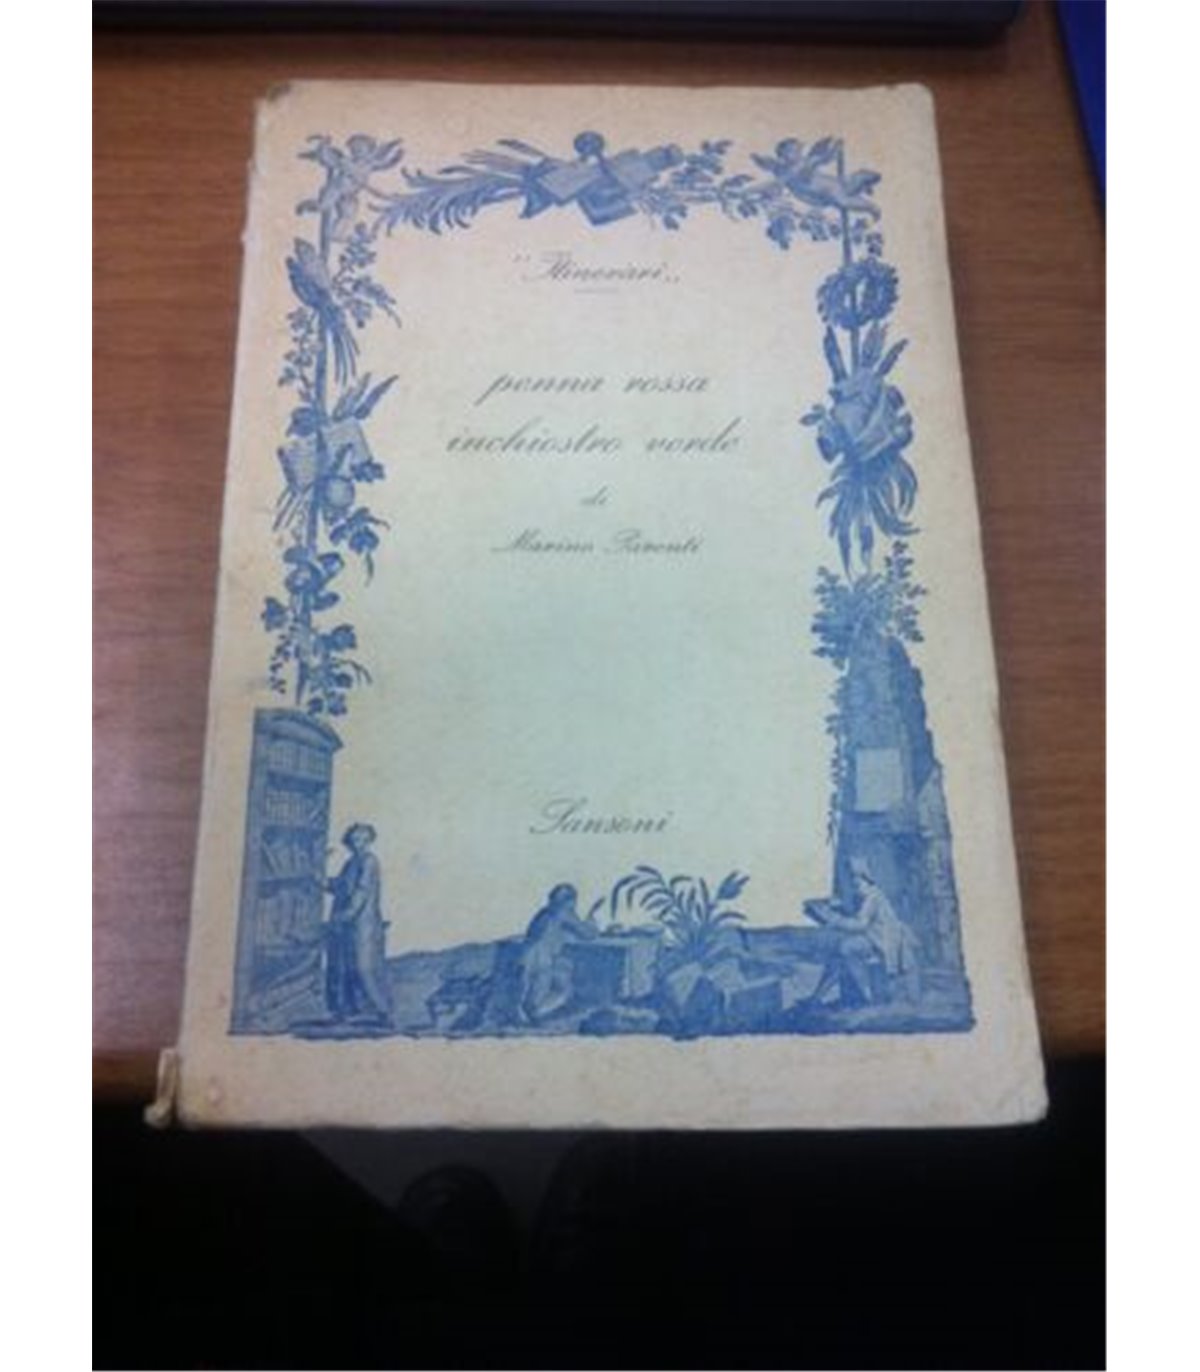 "Itinerari"
penna rossa
inchiostro verde
di
Marino Parenti
Sansoni